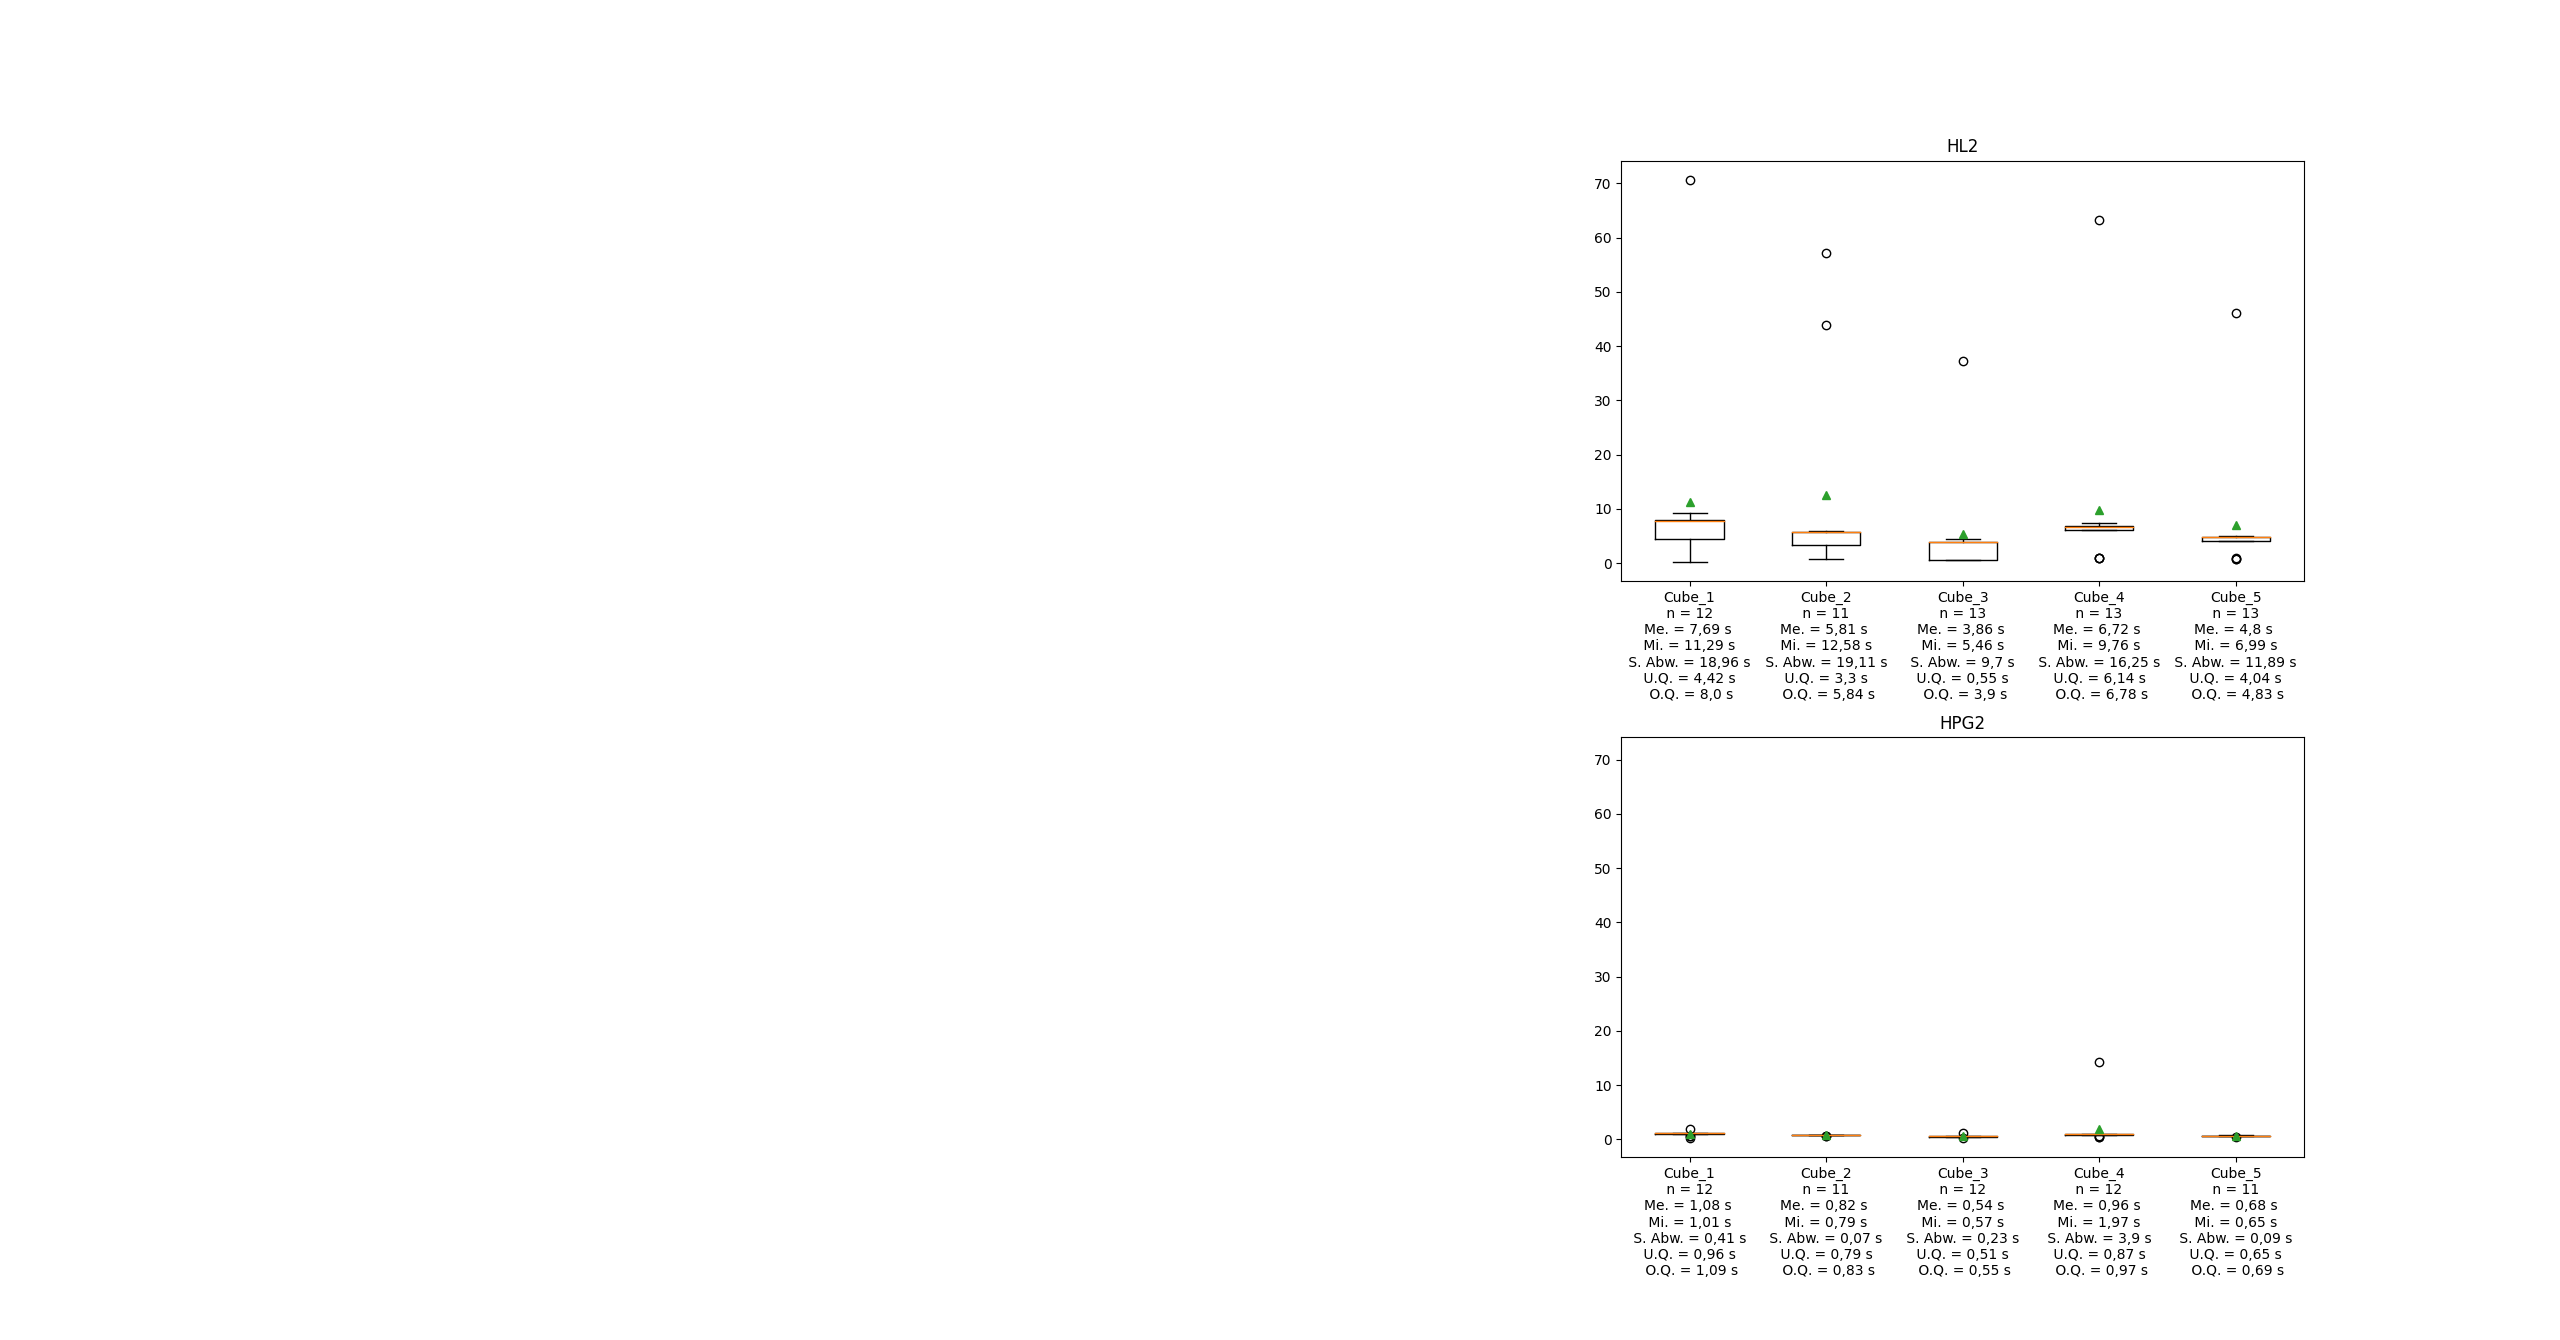 HL2
70
60
50
40
30
20
10
0
Cube_1 Cube_2 Cube_3 Cube_4 Cube_5
n = 12 n = 11 n = 13 n = 13 n = 13
Me. = 7,69 s Me. = 5,81 s Me. = 3,86 s Me. = 6,72 s Me. = 4,8 s
Mi. = 11,29 s Mi. = 12,58 s Mi. = 5,46 s Mi. = 9,76 s Mi. = 6,99 s
S. Abw. = 18,96 s S. Abw. = 19,11 s S. Abw. = 9,7 s S. Abw. = 16,25 s S. Abw. = 11,89 s
U.Q. = 4,42 s U.Q. = 3,3 s U.Q. = 0,55 s U.Q. = 6,14 s U.Q. = 4,04 s
O.Q. = 8,0 s O.Q. = 5,84 s O.Q. = 3,9 s O.Q. = 6,78 s O.Q. = 4,83 s
HPG2
70
60
50
40
30
20
10
0
Cube_1 Cube_2 Cube_3 Cube_4 Cube_5
n = 12 n = 11 n = 12 n = 12 n = 11
Me. = 1,08 s Me. = 0,82 s Me. = 0,54 s Me. = 0,96 s Me. = 0,68 s
Mi. = 1,01 s Mi. = 0,79 s Mi. = 0,57 s Mi. = 1,97 s Mi. = 0,65 s
S. Abw. = 0,41 s S. Abw. = 0,07 s S. Abw. = 0,23 s S. Abw. = 3,9 s S. Abw. = 0,09 s
U.Q. = 0,96 s U.Q. = 0,79 s U.Q. = 0,51 s U.Q. = 0,87 s U.Q. = 0,65 s
O.Q. = 1,09 s O.Q. = 0,83 s O.Q. = 0,55 s O.Q. = 0,97 s O.Q. = 0,69 s